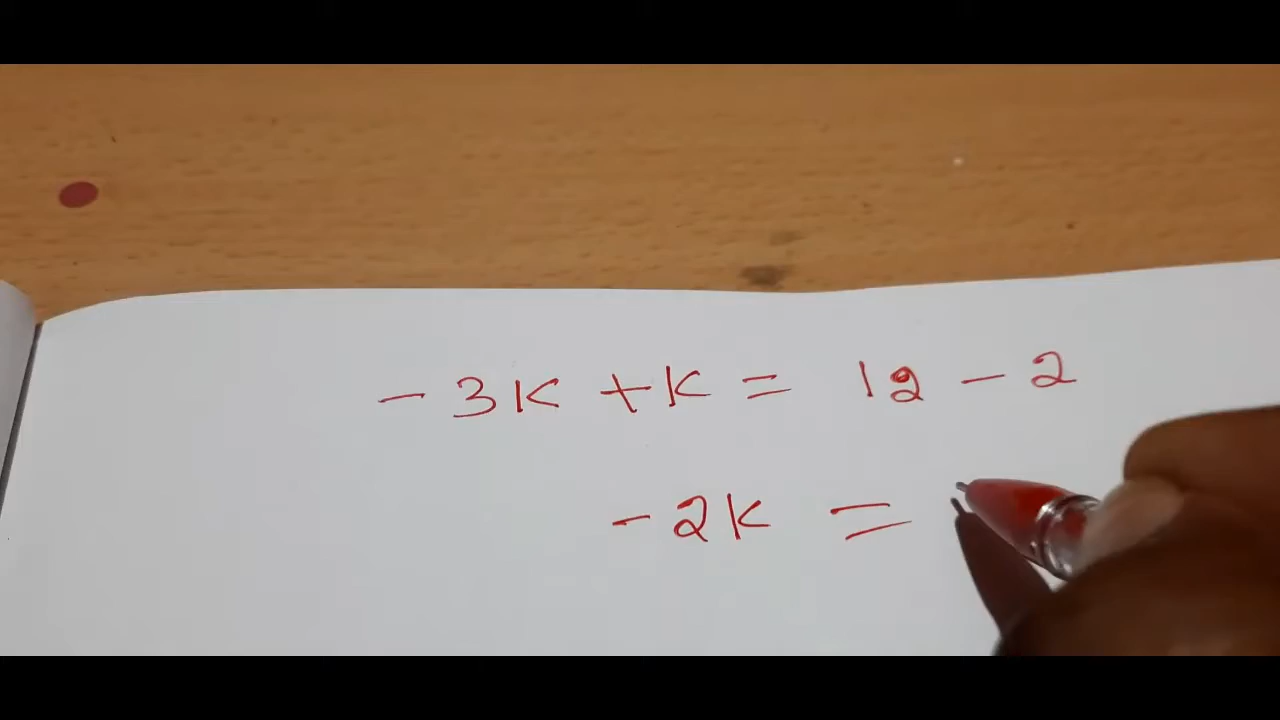 - 3K + K = 12 - 2
- 2K =